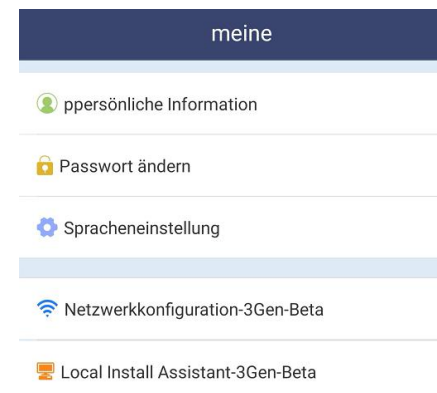 meine
ppersönliche Information
Passwort ändern
Spracheneinstellung
Netzwerkkonfiguration-3Gen-Beta
Local Install Assistant-3Gen-Beta